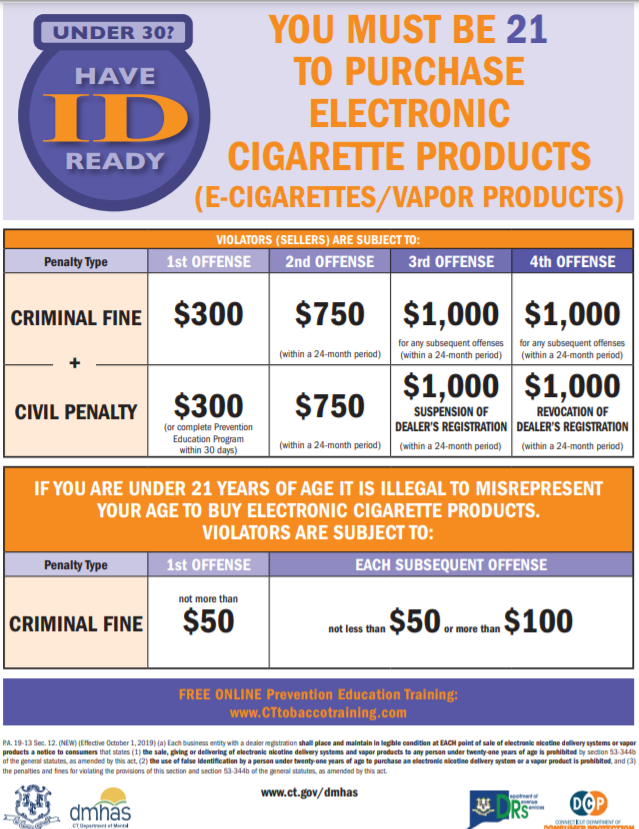 UNDER 30?
HAVE
ID
READY
YOU MUST BE 21
TO PURCHASE
ELECTRONIC
CIGARETTE PRODUCTS
(E-CIGARETTES/VAPOR PRODUCTS)
VIOLATORS (SELLERS) ARE SUBJECT TO:
Penalty Type 1st OFFENSE 2nd OFFENSE 3rd OFFENSE 4th OFFENSE
CRIMINAL FINE $300 $750 $1,000 $1,000
for any subsequent offenses for any subsequent offenses
(within a 24-month period) (within a 24-month period) (within a 24-month period)
+
CIVIL PENALTY $300 $750 $1,000 $1,000
(or complete Prevention SUSPENSION OF REVOCATION OF
Education Program DEALER'S REGISTRATION DEALER'S REGISTRATION
within 30 days) (within a 24-month period) (within a 24-month period) (within a 24-month period)
IF YOU ARE UNDER 21 YEARS OF AGE IT IS ILLEGAL TO MISREPRESENT
YOUR AGE TO BUY ELECTRONIC CIGARETTE PRODUCTS.
VIOLATORS ARE SUBJECT TO:
Penalty Type 1st OFFENSE EACH SUBSEQUENT OFFENSE
CRIMINAL FINE not more than $50 not less than $50 or more than $100
FREE ONLINE Prevention Education Training:
www.CTtobaccotraining.com
P.A. 19-13 Sec. 12. (NEW) (Effective October 1, 2019) (a) Each business entity with a dealer registration shall place and maintain in legible condition at EACH point of sale of electronic nicotine delivery systems or vapor
products a notice to consumers that states (1) the sale, giving or delivering of electronic nicotine delivery systems and vapor products to any person under twenty-one years of age is prohibited by section 53-344b
of the general statutes, as amended by this act, (2) the use of false identification by a person under twenty-one years of age to purchase an electronic nicotine delivery system or a vapor product is prohibited, and (3)
the penalties and fines for violating the provisions of this section and section 53-344b of the general statutes, as amended by this act.
www.ct.gov/dmhas
dmhas
CT Department of Mental
DRS
DCP
CONNECTICUT DEPARTMENT OF
CONSUMER PROTECTION